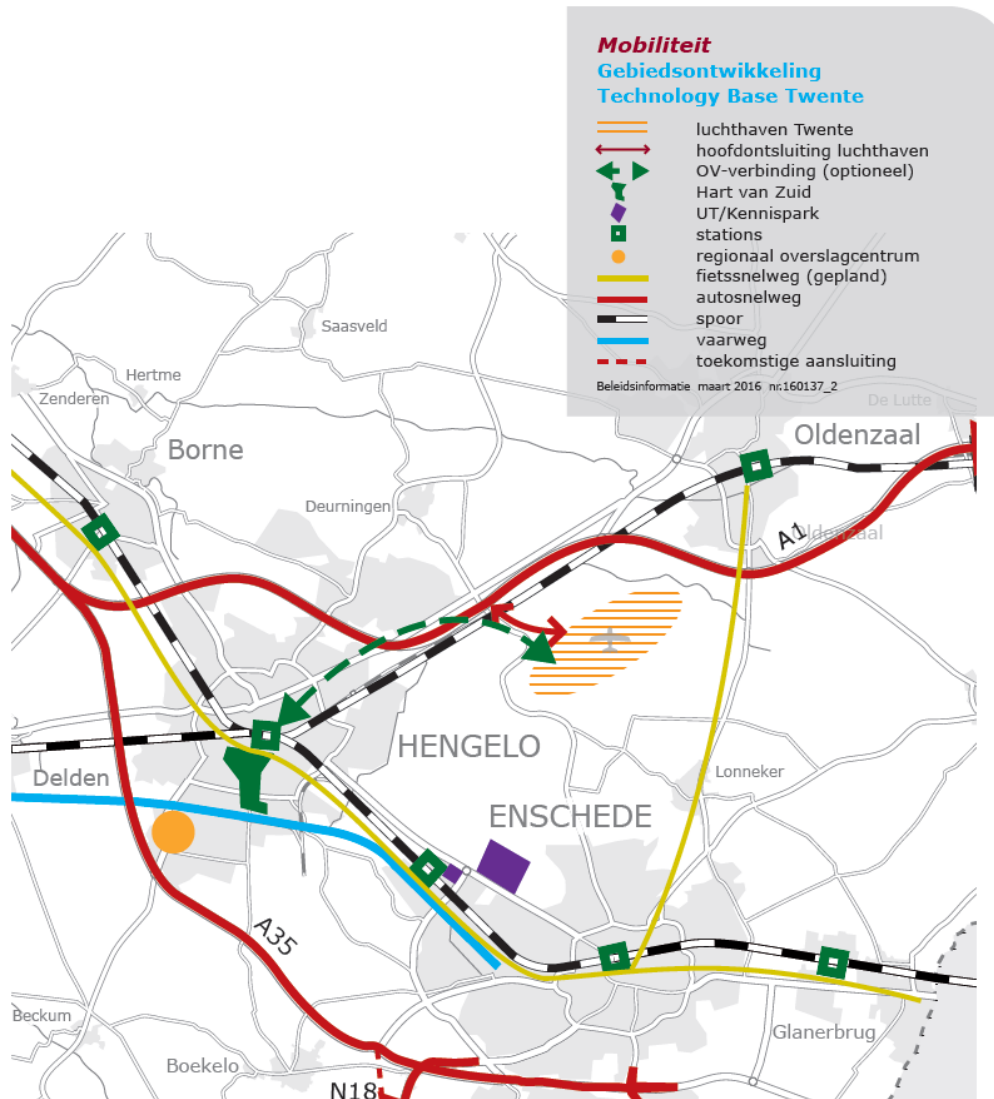 Mobiliteit
Gebiedsontwikkeling
Technology Base Twente
luchthaven Twente
hoofdontsluiting luchthaven
OV-verbinding (optioneel)
Hart van Zuid
UT/Kennispark
stations
regionaal overslagcentrum
fietssnelweg (gepland)
autosnelweg
spoor
vaarweg
toekomstige aansluiting
Beleidsinformatie maart 2016 nr.160137_2
Saasveld
Hertme
Zenderen
De Lutte
Borne
Oldenzaal
Deurningen
A1
Oldenzaal
HENGELO
Delden
Lonneker
ENSCHEDE
A35
Beckum
Glanerbrug
Boekelo
N18